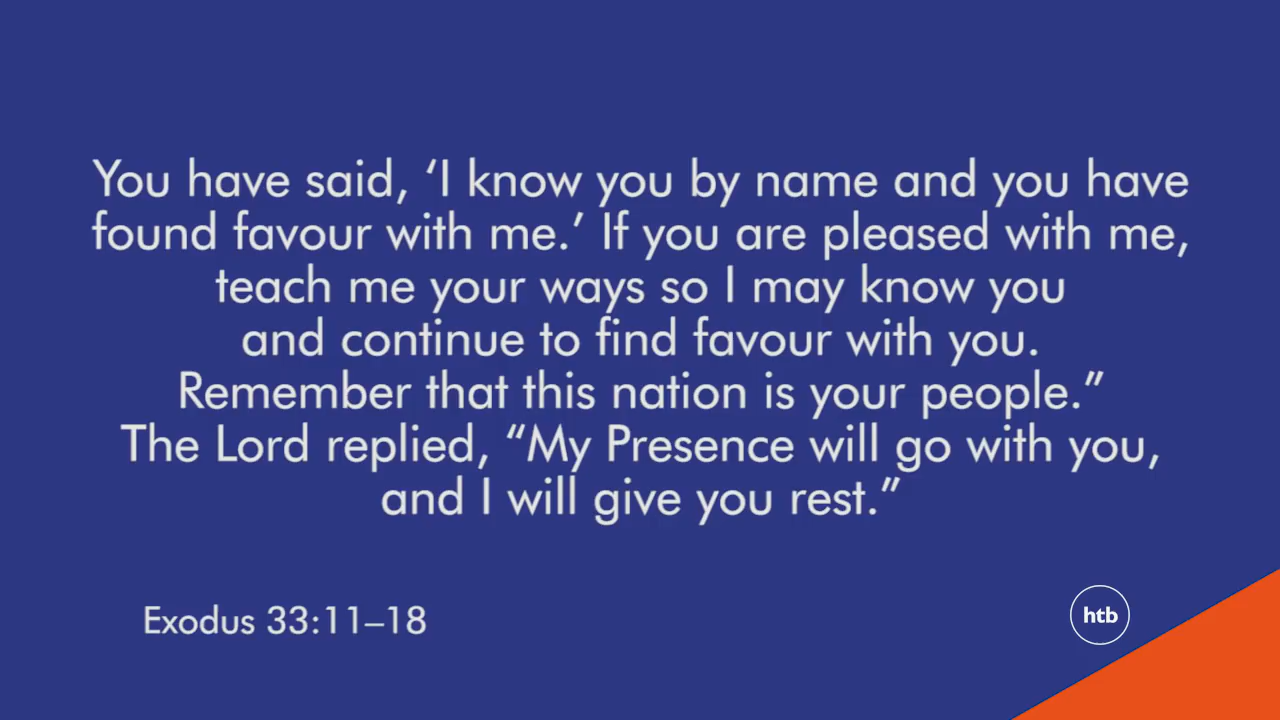 You have said, ‘I know you by name and you have
found favour with me.’ If you are pleased with me,
teach me your ways so I may know you
and continue to find favour with you.
Remember that this nation is your people.”
The Lord replied, “My Presence will go with you,
and I will give you rest.”
Exodus 33:11–18
htb